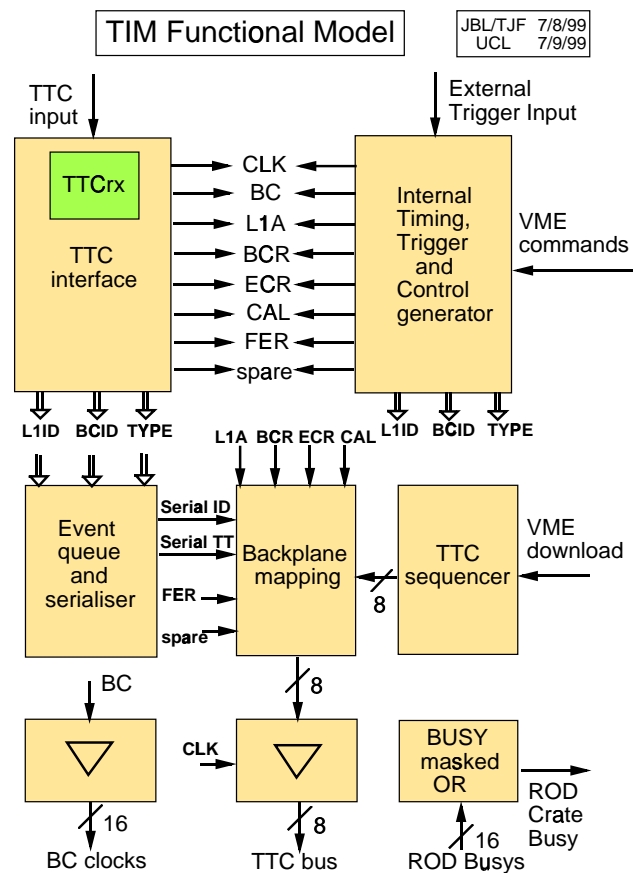 TIM Functional Model
JBL/TJF 7/8/99
UCL 7/9/99
TTC
input
External
Trigger Input
TTCrx
TTC
interface
CLK
BC
L1A
BCR
ECR
CAL
FER
spare
Internal
Timing,
Trigger
and
Control
generator
VME
commands
L1ID BCID TYPE
L1ID BCID TYPE
L1A BCR ECR CAL
Event
queue
and
serialiser
Serial ID
Serial TT
FER
spare
Backplane
mapping
8
TTC
sequencer
VME
download
BC
8
CLK
BUSY
masked
OR
ROD
Crate
Busy
16
8
16
BC clocks
TTC bus
ROD Busys